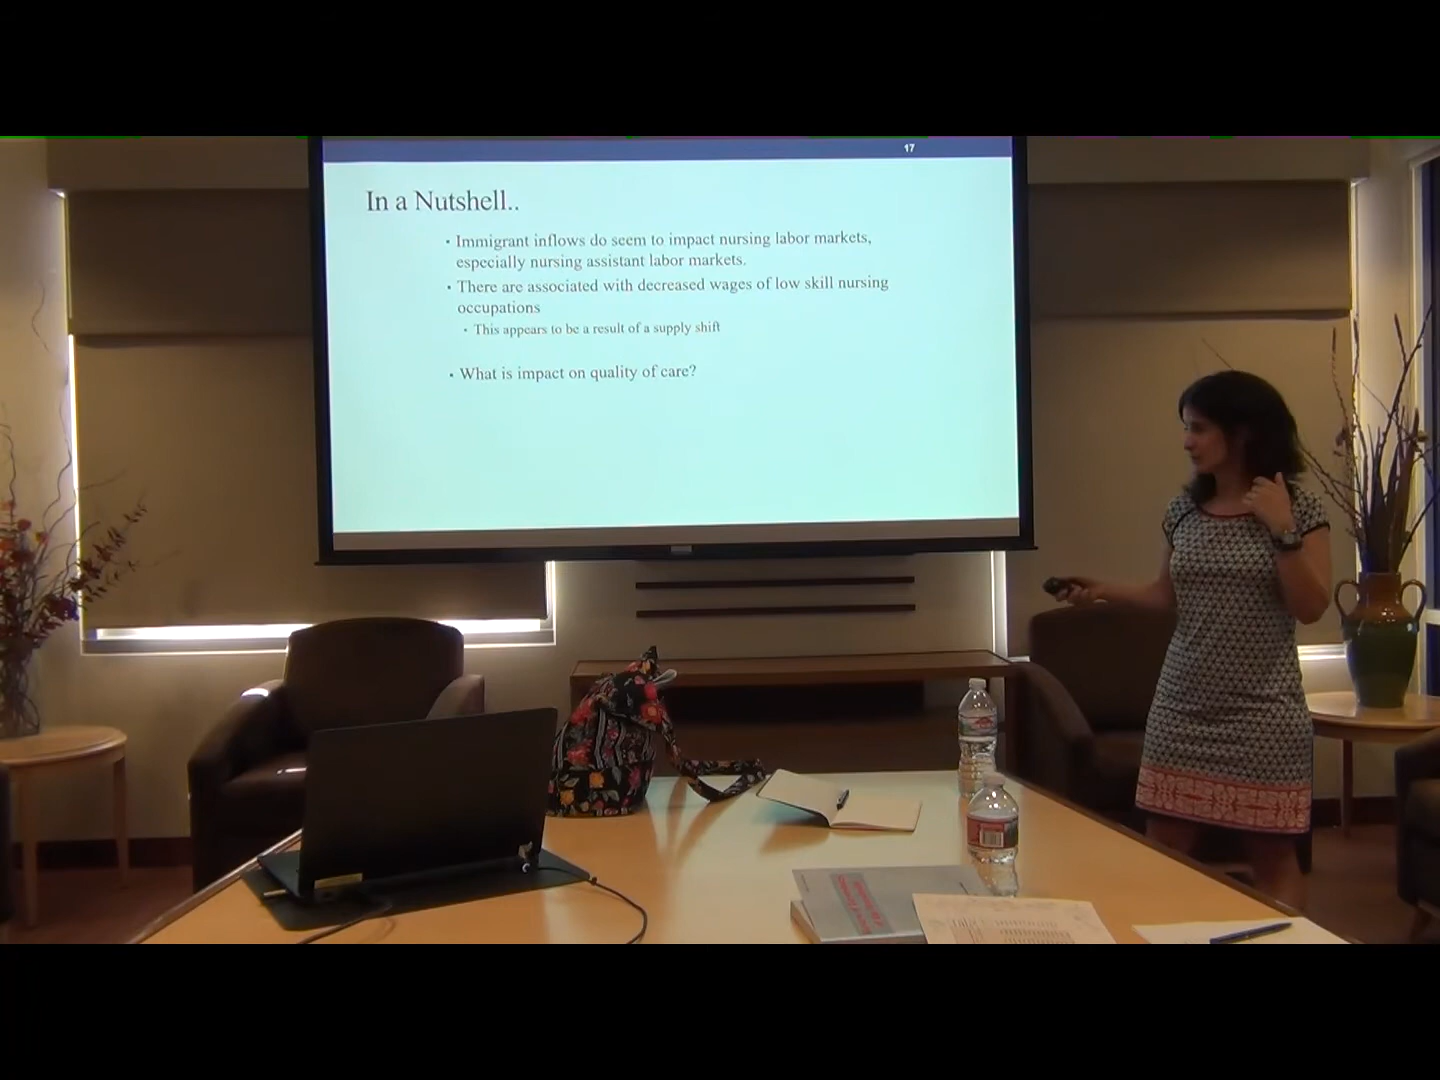 17
In a Nutshell..
• Immigrant inflows do seem to impact nursing labor markets,
especially nursing assistant labor markets.
• There are associated with decreased wages of low skill nursing
occupations
• This appears to be a result of a supply shift
• What is impact on quality of care?